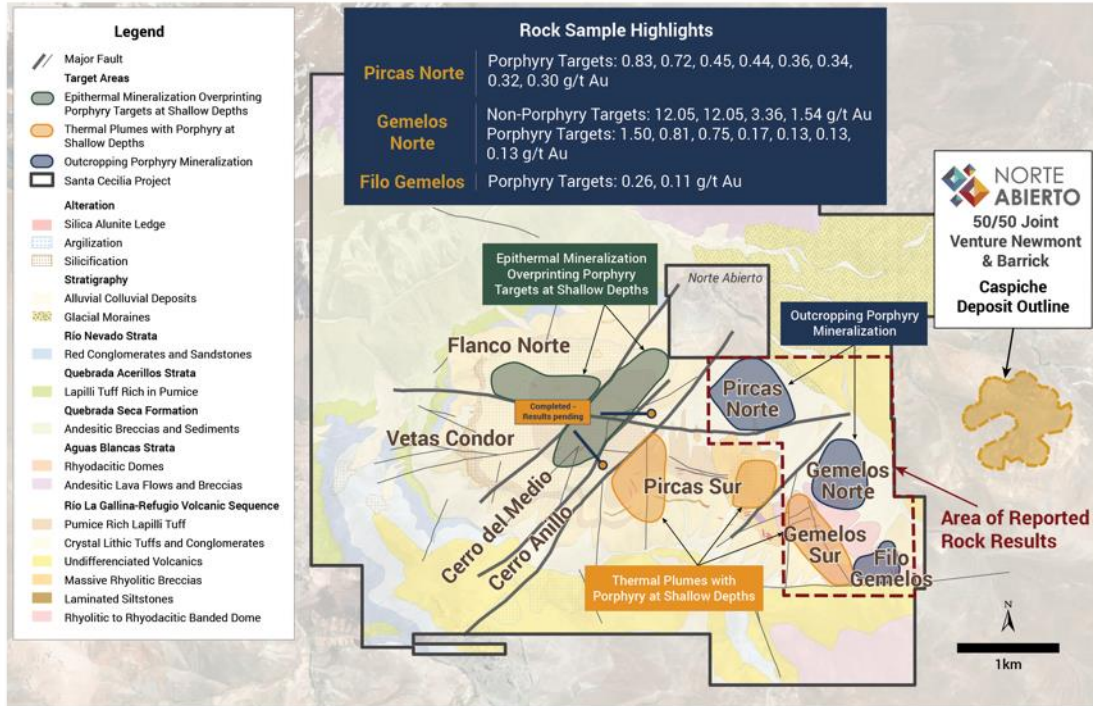 Legend
Major Fault
Target Areas
Epithermal Mineralization Overprinting
Porphyry Targets at Shallow Depths
Thermal Plumes with Porphyry at
Shallow Depths
Outcropping Porphyry Mineralization
Santa Cecilia Project
Alteration
Silica Alunite Ledge
Argilization
Silicification
Stratigraphy
Alluvial Colluvial Deposits
Glacial Moraines
Río Nevado Strata
Red Conglomerates and Sandstones
Quebrada Acerillos Strata
Lapilli Tuff Rich in Pumice
Quebrada Seca Formation
Andesitic Breccias and Sediments
Aguas Blancas Strata
Rhyodacitic Domes
Andesitic Lava Flows and Breccias
Río La Gallina-Refugio Volcanic Sequence
Pumice Rich Lapilli Tuff
Crystal Lithic Tuffs and Conglomerates
Undifferenciated Volcanics
Massive Rhyolitic Breccias
Laminated Siltstones
Rhyolitic to Rhyodacitic Banded Dome
Rock Sample Highlights
Pircas Norte
Porphyry Targets: 0.83, 0.72, 0.45, 0.44, 0.36, 0.34,
0.32, 0.30 g/t Au
Gemelos
Norte
Non-Porphyry Targets: 12.05, 12.05, 3.36, 1.54 g/t Au
Porphyry Targets: 1.50, 0.81, 0.75, 0.17, 0.13, 0.13,
0.13 g/t Au
Filo Gemelos
Porphyry Targets: 0.26, 0.11 g/t Au
NORTE
ABIERTO
50/50 Joint
Venture Newmont
& Barrick
Caspiche
Deposit Outline
Epithermal Mineralization
Overprinting Porphyry
Targets at Shallow Depths
Norte Abierto
Outcropping Porphyry
Mineralization
Flanco Norte
Pircas
Norte
Completed -
Results pending
Vetas Condor
Gemelos
Norte
Pircas Sur
Cerro del Medio
Cerro Anillo
Gemelos
Sur
Area of Reported
Rock Results
Filo
Gemelos
Thermal Plumes with
Porphyry at Shallow Depths
N
1km